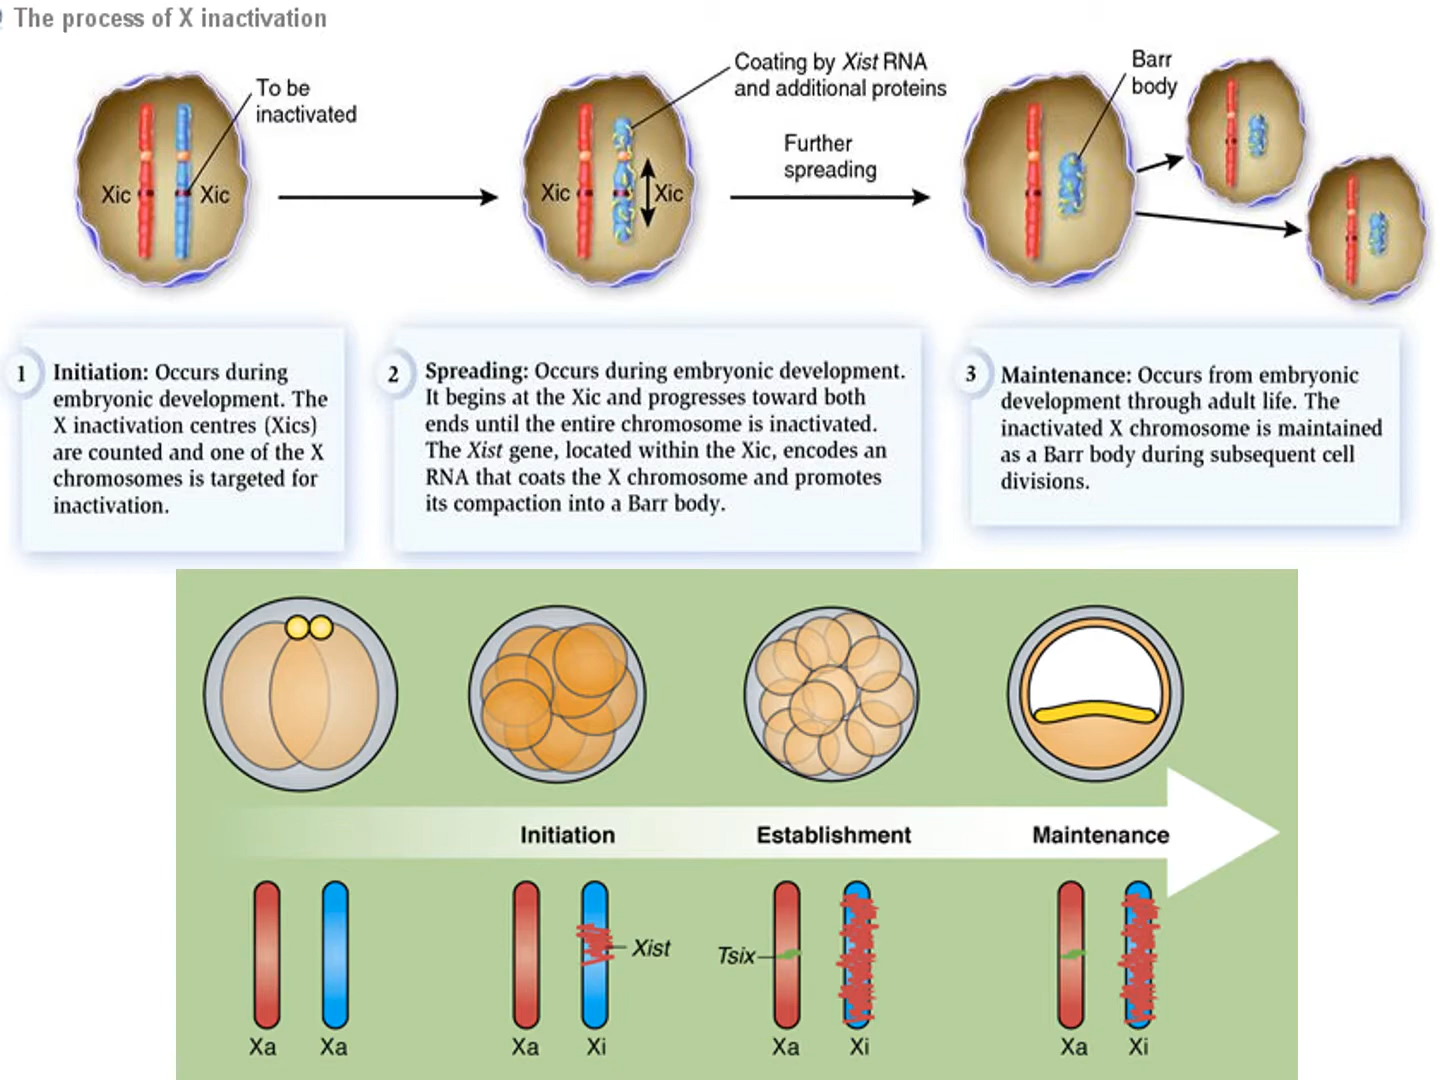 The process of X inactivation
To be
inactivated
Xic
Xic
Coating by Xist RNA
and additional proteins
Xic
Xic
Further
spreading
Barr
body
1
Initiation: Occurs during
embryonic development. The
X inactivation centres (Xics)
are counted and one of the X
chromosomes is targeted for
inactivation.
2
Spreading: Occurs during embryonic development.
It begins at the Xic and progresses toward both
ends until the entire chromosome is inactivated.
The Xist gene, located within the Xic, encodes an
RNA that coats the X chromosome and promotes
its compaction into a Barr body.
3
Maintenance: Occurs from embryonic
development through adult life. The
inactivated X chromosome is maintained
as a Barr body during subsequent cell
divisions.
Initiation
Establishment
Maintenance
Xist
Tsix
Xa
Xa
Xa
Xi
Xa
Xi
Xa
Xi